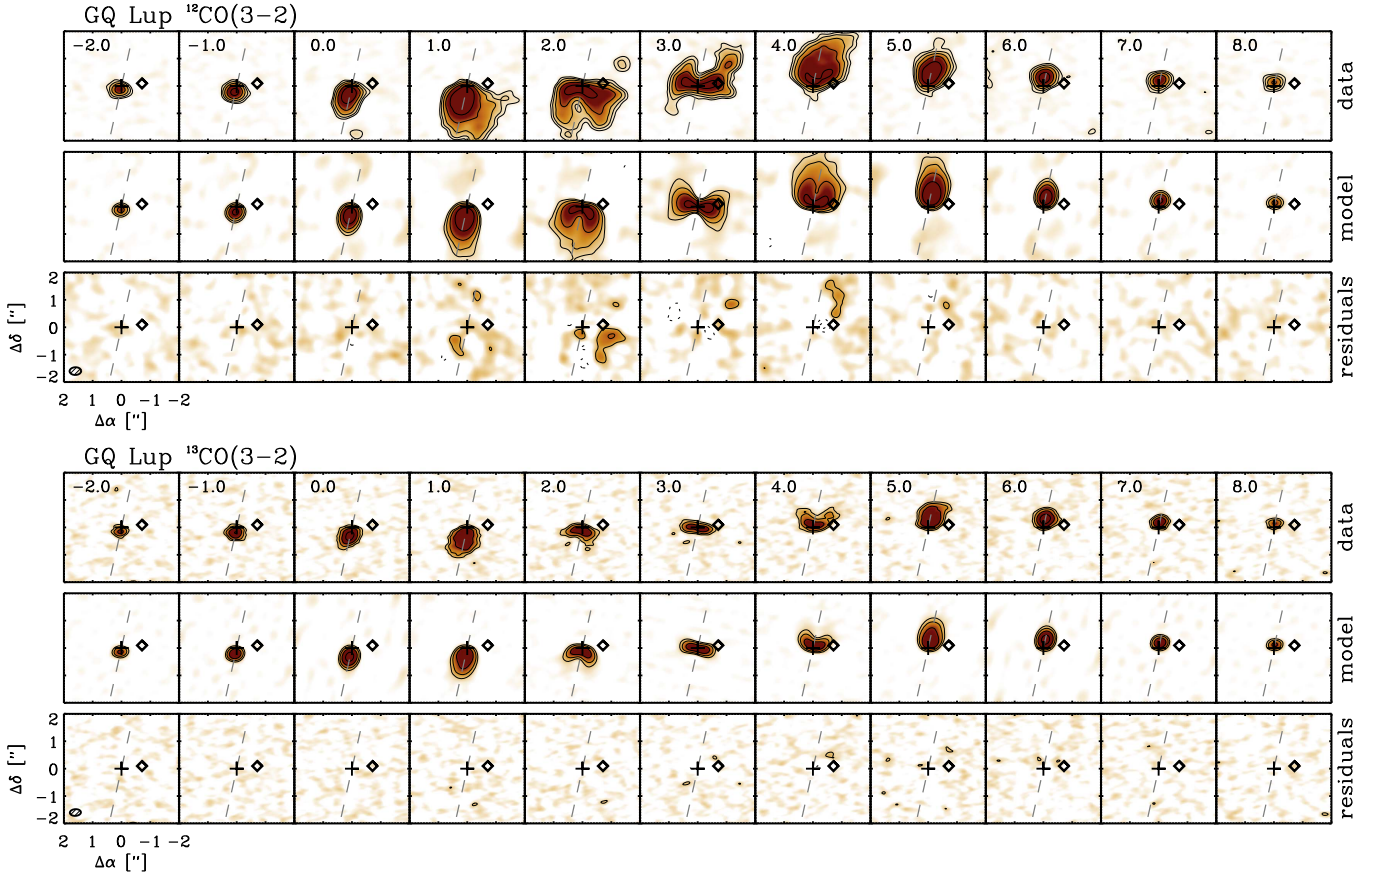 GQ Lup ¹²CO(3−2)
−2.0 −1.0 0.0 1.0 2.0 3.0 4.0 5.0 6.0 7.0 8.0
data
model
2
1
0
−1
−2
Δδ ["]
residuals
2 1 0 −1 −2
Δα ["]
GQ Lup ¹³CO(3−2)
−2.0 −1.0 0.0 1.0 2.0 3.0 4.0 5.0 6.0 7.0 8.0
data
model
2
1
0
−1
−2
Δδ ["]
residuals
2 1 0 −1 −2
Δα ["]